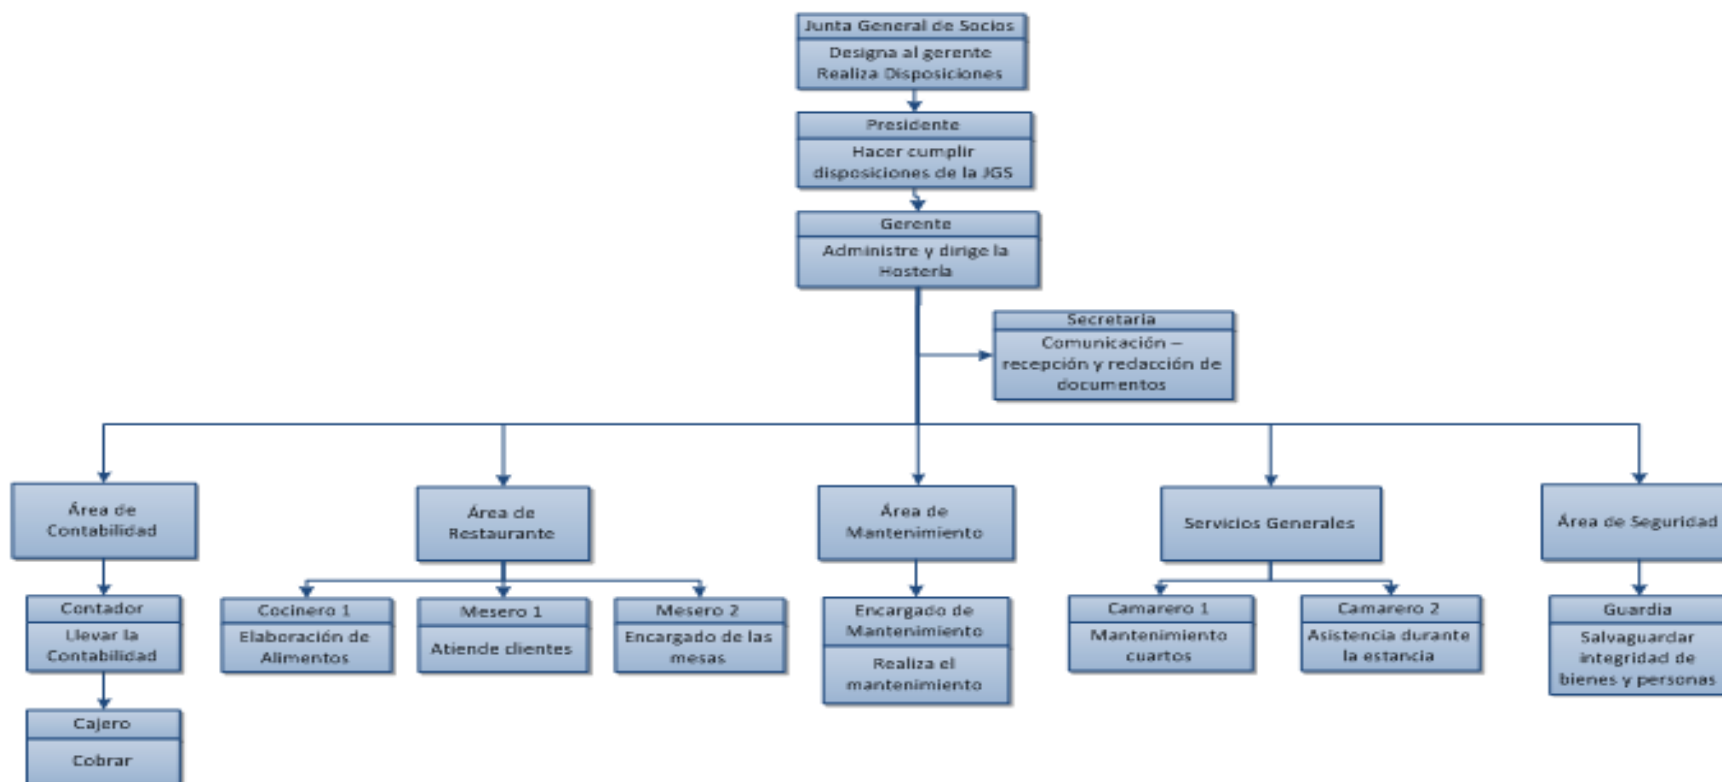 Junta General de Socios
Designa al gerente
Realiza Disposiciones
Presidente
Hacer cumplir
disposiciones de la JGS
Gerente
Administre y dirige la
Hostería
Secretaria
Comunicación –
recepción y redacción de
documentos
Área de
Contabilidad
Área de
Restaurante
Área de
Mantenimiento
Servicios Generales
Área de Seguridad
Contador
Llevar la
Contabilidad
Cocinero 1
Elaboración de
Alimentos
Mesero 1
Atiende clientes
Mesero 2
Encargado de las
mesas
Encargado de
Mantenimiento
Realiza el
mantenimiento
Camarero 1
Mantenimiento
cuartos
Camarero 2
Asistencia durante
la estancia
Guardia
Salvaguardar
integridad de
bienes y personas
Cajero
Cobrar